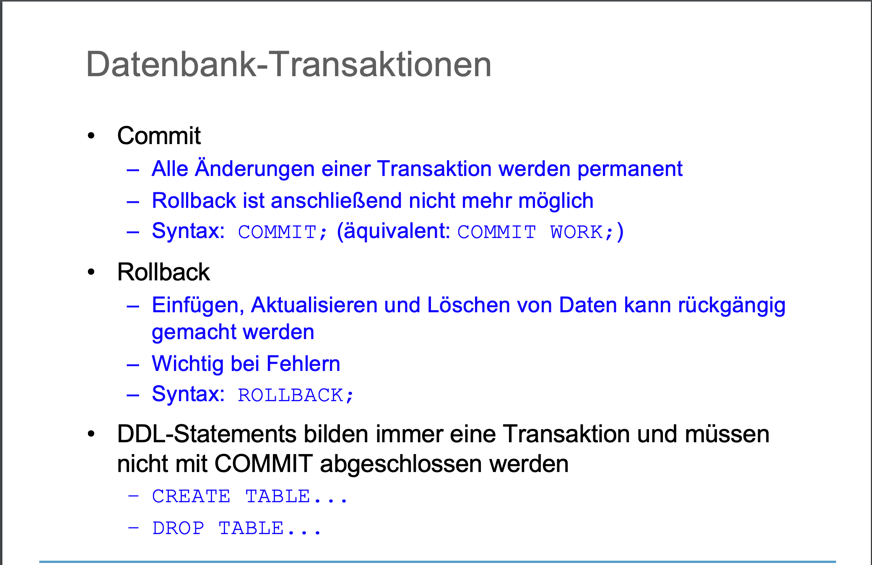 Datenbank-Transaktionen
• Commit
– Alle Änderungen einer Transaktion werden permanent
– Rollback ist anschließend nicht mehr möglich
– Syntax: COMMIT; (äquivalent: COMMIT WORK;)
• Rollback
– Einfügen, Aktualisieren und Löschen von Daten kann rückgängig
gemacht werden
– Wichtig bei Fehlern
– Syntax: ROLLBACK;
• DDL-Statements bilden immer eine Transaktion und müssen
nicht mit COMMIT abgeschlossen werden
– CREATE TABLE...
– DROP TABLE...